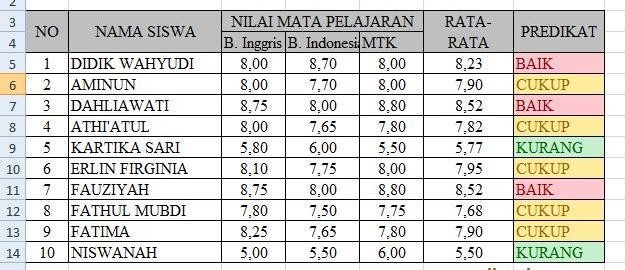 2
3 NO NAMA SISWA NILAI MATA PELAJARAN RATA-RATA PREDIKAT
4 B. Inggris B. Indonesia MTK
5 1 DIDIK WAHYUDI 8,00 8,70 8,00 8,23 BAIK
6 2 AMINUN 8,00 7,70 8,00 7,90 CUKUP
7 3 DAHLIAWATI 8,75 8,00 8,80 8,52 BAIK
8 4 ATHI'ATUL 8,00 7,65 7,80 7,82 CUKUP
9 5 KARTIKA SARI 5,80 6,00 5,50 5,77 KURANG
10 6 ERLIN FIRGINIA 8,10 7,75 8,00 7,95 CUKUP
11 7 FAUZIYAH 8,75 8,00 8,80 8,52 BAIK
12 8 FATHUL MUBDI 7,80 7,50 7,75 7,68 CUKUP
13 9 FATIMA 8,25 7,65 7,80 7,90 CUKUP
14 10 NISWANAH 5,00 5,50 6,00 5,50 KURANG